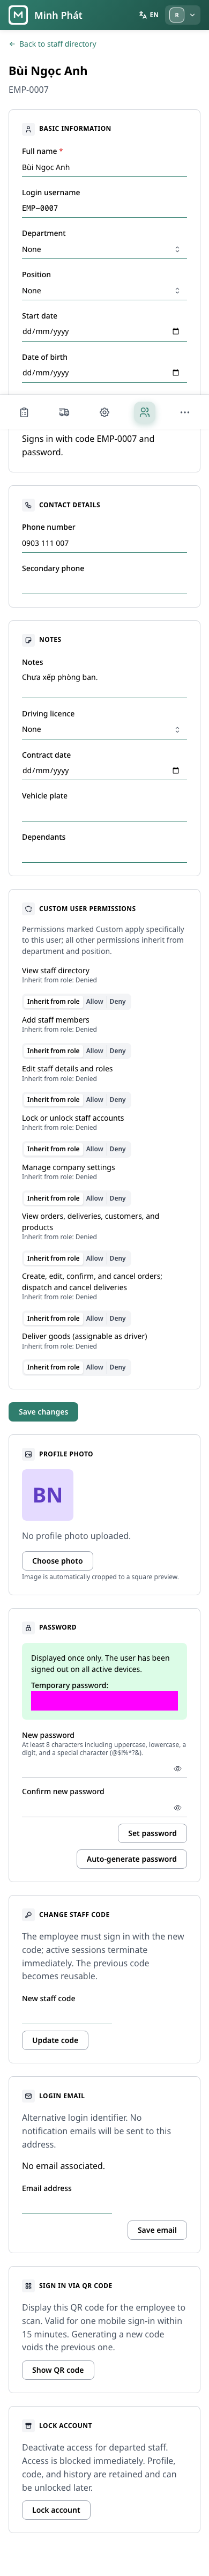 Minh Phát
EN
R
Back to staff directory
Bùi Ngọc Anh
EMP-0007
BASIC INFORMATION
Full name *
Bùi Ngọc Anh
Login username
EMP-0007
Department
None
Position
None
Start date
dd/mm/yyyy
Date of birth
dd/mm/yyyy
Signs in with code EMP-0007 and
password.
CONTACT DETAILS
Phone number
0903 111 007
Secondary phone
NOTES
Notes
Chưa xếp phòng ban.
Driving licence
None
Contract date
dd/mm/yyyy
Vehicle plate
Dependants
CUSTOM USER PERMISSIONS
Permissions marked Custom apply specifically
to this user; all other permissions inherit from
department and position.
View staff directory
Inherit from role: Denied
Inherit from role Allow Deny
Add staff members
Inherit from role: Denied
Inherit from role Allow Deny
Edit staff details and roles
Inherit from role: Denied
Inherit from role Allow Deny
Lock or unlock staff accounts
Inherit from role: Denied
Inherit from role Allow Deny
Manage company settings
Inherit from role: Denied
Inherit from role Allow Deny
View orders, deliveries, customers, and
products
Inherit from role: Denied
Inherit from role Allow Deny
Create, edit, confirm, and cancel orders;
dispatch and cancel deliveries
Inherit from role: Denied
Inherit from role Allow Deny
Deliver goods (assignable as driver)
Inherit from role: Denied
Inherit from role Allow Deny
Save changes
PROFILE PHOTO
BN
No profile photo uploaded.
Choose photo
Image is automatically cropped to a square preview.
PASSWORD
Displayed once only. The user has been
signed out on all active devices.
Temporary password:
New password
At least 8 characters including uppercase, lowercase, a
digit, and a special character (@$!%*?&).
Confirm new password
Set password
Auto-generate password
CHANGE STAFF CODE
The employee must sign in with the new
code; active sessions terminate
immediately. The previous code
becomes reusable.
New staff code
Update code
LOGIN EMAIL
Alternative login identifier. No
notification emails will be sent to this
address.
No email associated.
Email address
Save email
SIGN IN VIA QR CODE
Display this QR code for the employee to
scan. Valid for one mobile sign-in within
15 minutes. Generating a new code
voids the previous one.
Show QR code
LOCK ACCOUNT
Deactivate access for departed staff.
Access is blocked immediately. Profile,
code, and history are retained and can
be unlocked later.
Lock account